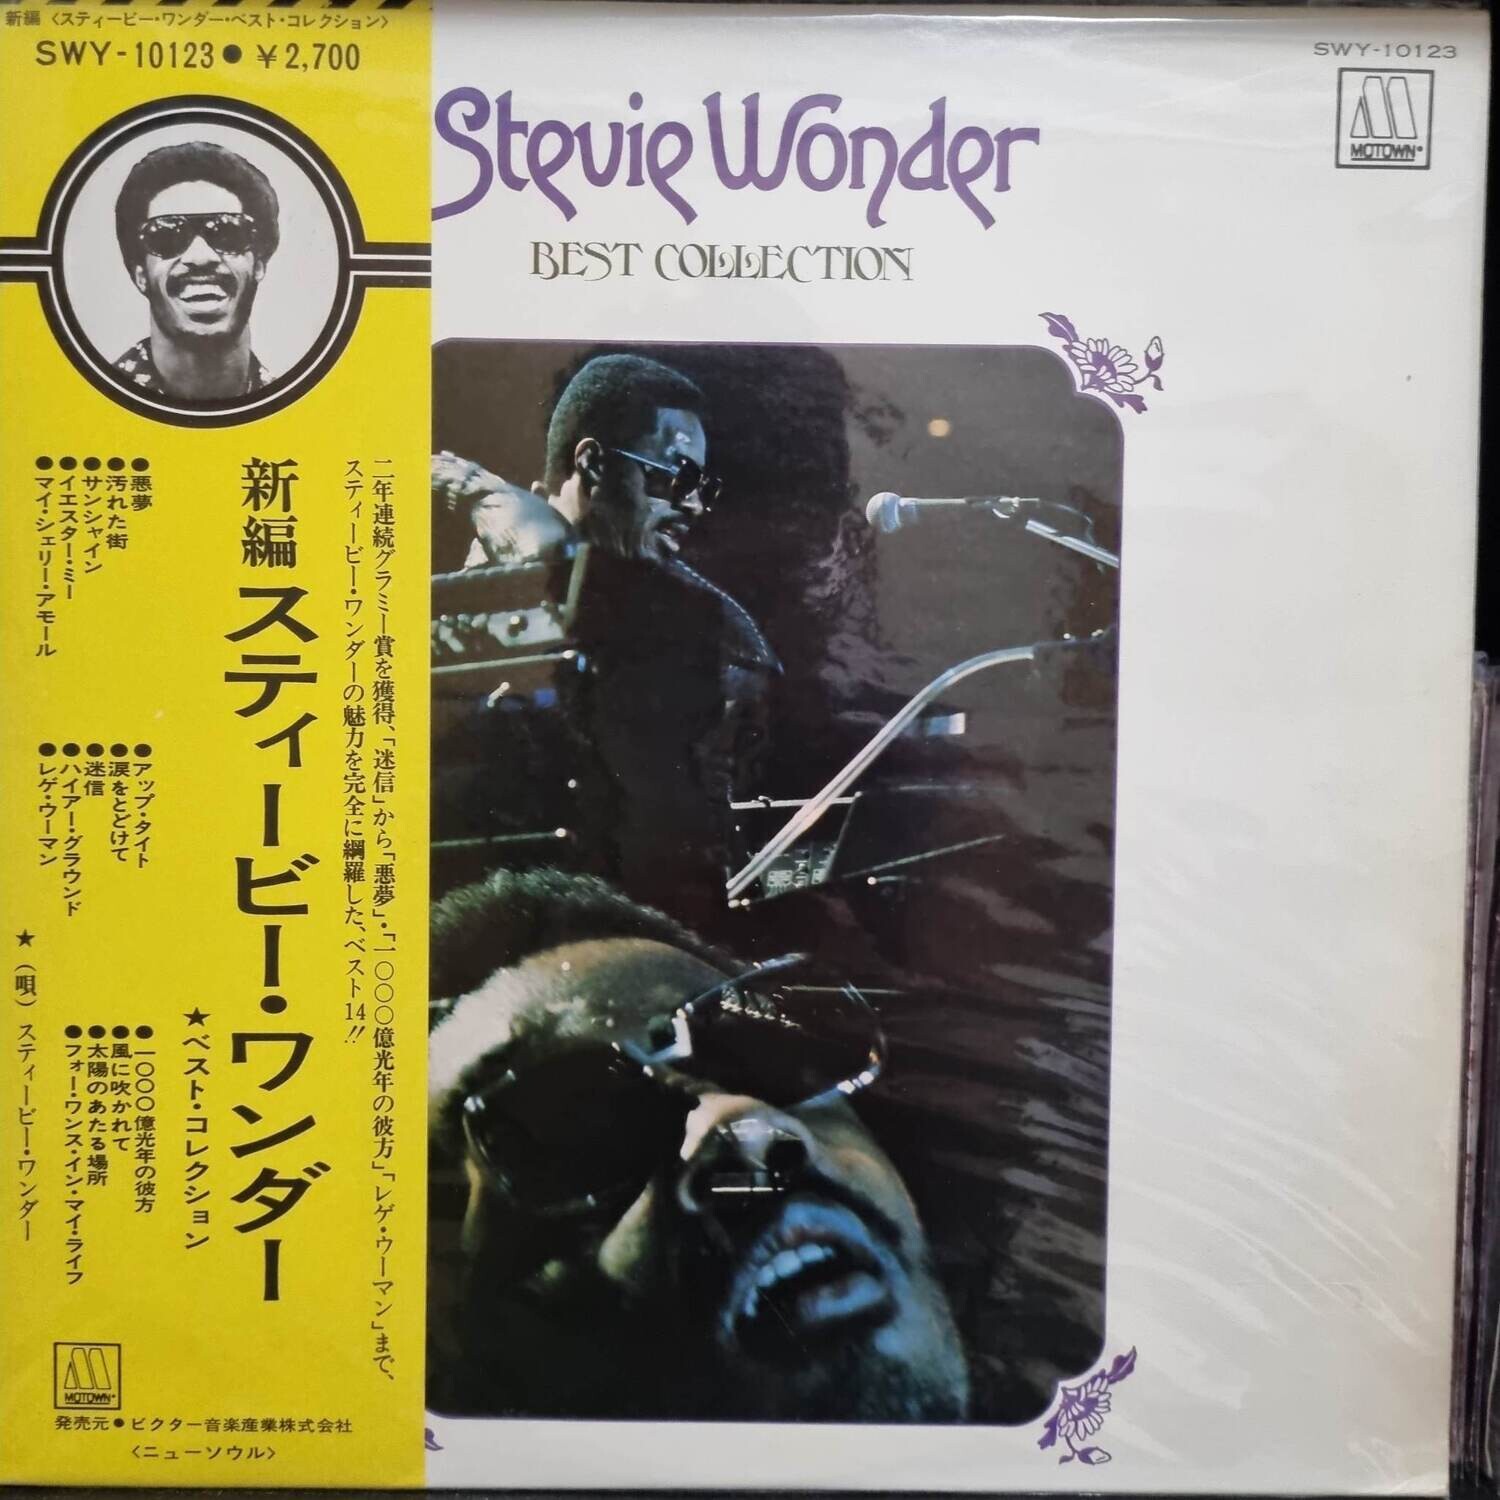 新編〈スティービー・ワンダー・ベスト・コレクション〉
SWY-10123●¥2,700
二年連続グラミー賞を獲得、「迷信」から「悪夢」・「一〇〇〇億光年の彼方」「レゲ・ウーマン」まで、
スティービー・ワンダーの魅力を完全に網羅した、ベスト14!!
新編 スティービー・ワンダー
★ベスト・コレクション
●悪夢
●汚れた街
●サンシャイン
●イエスター・ミー
●マイ・シェリー・アモール
●アップ・タイト
●涙をとどけて
●迷信
●ハイアー・グラウンド
●レゲ・ウーマン
●一〇〇〇億光年の彼方
●風に吹かれて
●太陽のあたる場所
●フォー・ワンス・イン・マイ・ライフ
★(唄) スティービー・ワンダー
MOTOWN
発売元●ビクター音楽産業株式会社
〈ニューソウル〉
SWY-10123
MOTOWN
Stevie Wonder
BEST COLLECTION